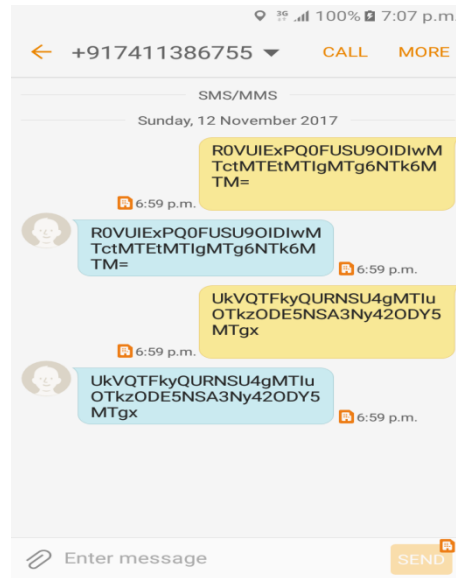 3G 100% 7:07 p.m.
+917411386755 CALL MORE
SMS/MMS
Sunday, 12 November 2017
R0VUIExPQ0FUSU9OIDIwM
TctMTEtMTIgMTg6NTk6M
TM=
6:59 p.m.
R0VUIExPQ0FUSU9OIDIwM
TctMTEtMTIgMTg6NTk6M
TM=
6:59 p.m.
UkVQTFkyQURNSU4gMTIu
OTkzODE5NSA3Ny42ODY5
MTgx
6:59 p.m.
UkVQTFkyQURNSU4gMTIu
OTkzODE5NSA3Ny42ODY5
MTgx
6:59 p.m.
Enter message
SEND